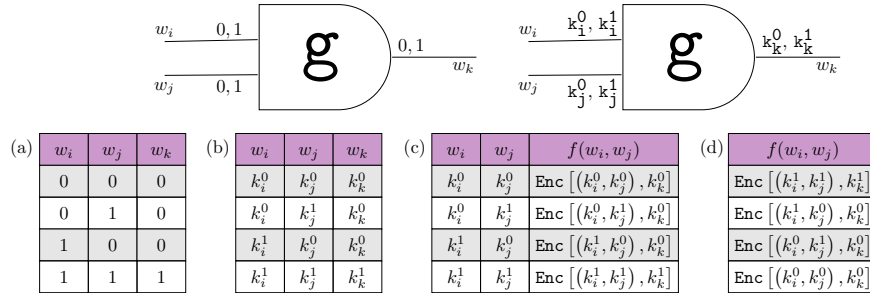 w_i 0, 1 g 0, 1 w_k
w_j 0, 1
w_i k_i^0, k_i^1 g k_k^0, k_k^1 w_k
w_j k_j^0, k_j^1
(a) w_i w_j w_k
0 0 0
0 1 0
1 0 0
1 1 1
(b) w_i w_j w_k
k_i^0 k_j^0 k_k^0
k_i^0 k_j^1 k_k^0
k_i^1 k_j^0 k_k^0
k_i^1 k_j^1 k_k^1
(c) w_i w_j f(w_i, w_j)
k_i^0 k_j^0 Enc [(k_i^0, k_j^0), k_k^0]
k_i^0 k_j^1 Enc [(k_i^0, k_j^1), k_k^0]
k_i^1 k_j^0 Enc [(k_i^1, k_j^0), k_k^0]
k_i^1 k_j^1 Enc [(k_i^1, k_j^1), k_k^1]
(d) f(w_i, w_j)
Enc [(k_i^1, k_j^1), k_k^1]
Enc [(k_i^0, k_j^1), k_k^0]
Enc [(k_i^1, k_j^0), k_k^0]
Enc [(k_i^0, k_j^0), k_k^0]